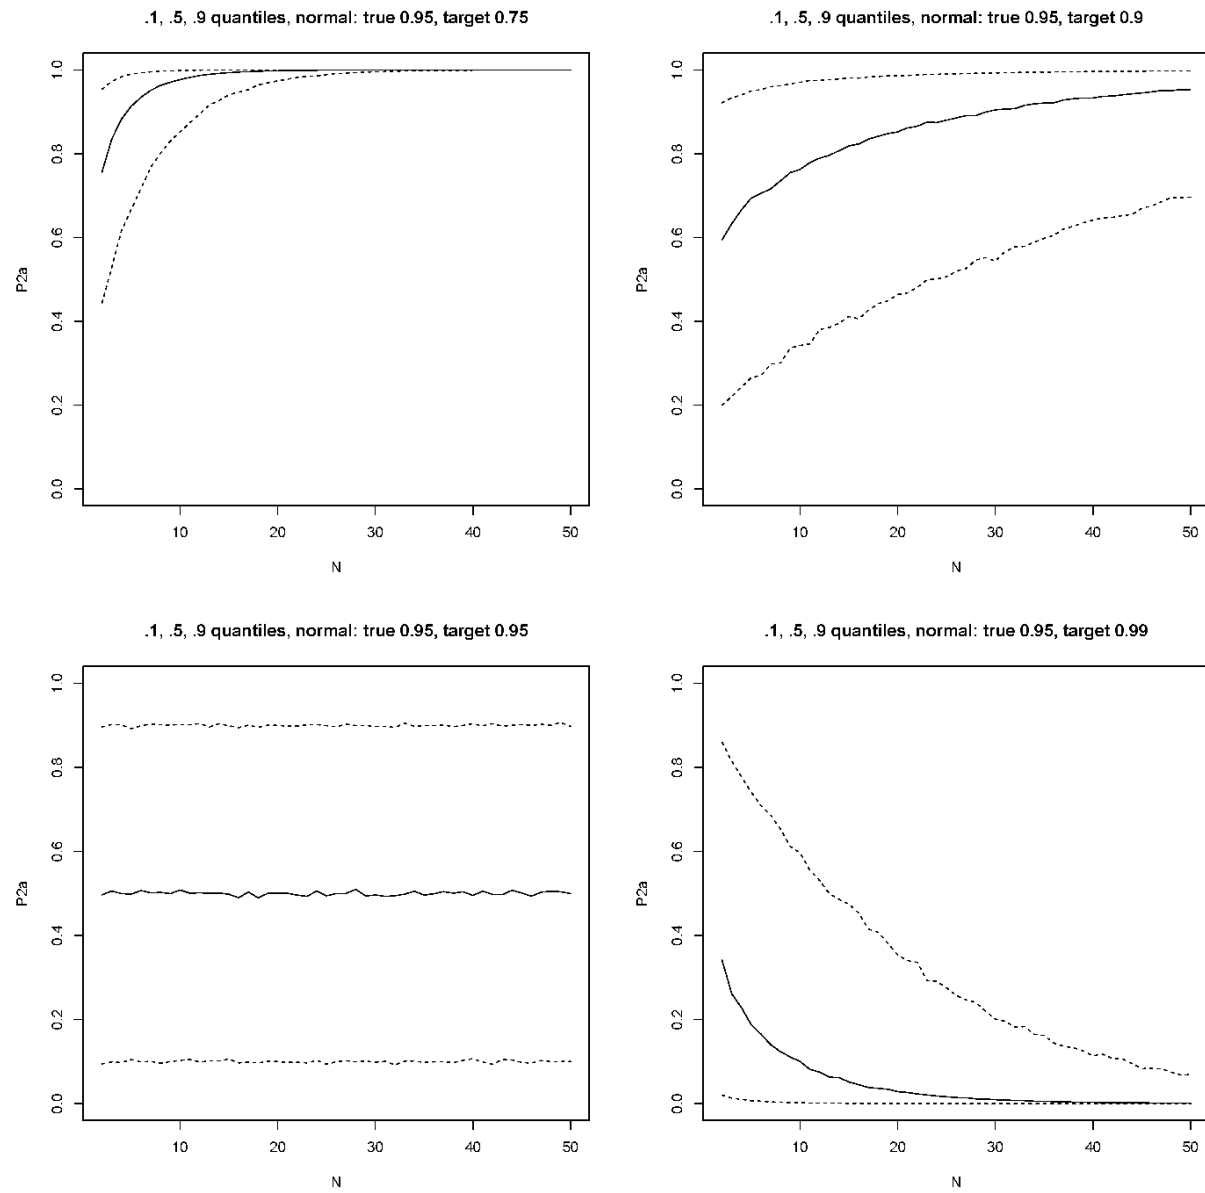 .1, .5, .9 quantiles, normal: true 0.95, target 0.75
P2a
1.0
0.8
0.6
0.4
0.2
0.0
10 20 30 40 50
N
.1, .5, .9 quantiles, normal: true 0.95, target 0.9
P2a
1.0
0.8
0.6
0.4
0.2
0.0
10 20 30 40 50
N
.1, .5, .9 quantiles, normal: true 0.95, target 0.95
P2a
1.0
0.8
0.6
0.4
0.2
0.0
10 20 30 40 50
N
.1, .5, .9 quantiles, normal: true 0.95, target 0.99
P2a
1.0
0.8
0.6
0.4
0.2
0.0
10 20 30 40 50
N